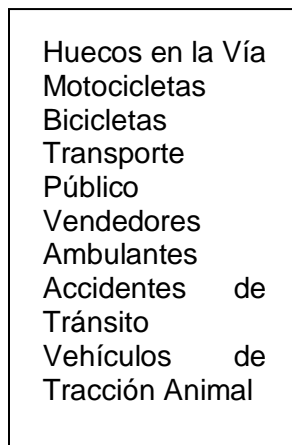 Huecos en la Vía
Motocicletas
Bicicletas
Transporte
Público
Vendedores
Ambulantes
Accidentes de
Tránsito
Vehículos de
Tracción Animal